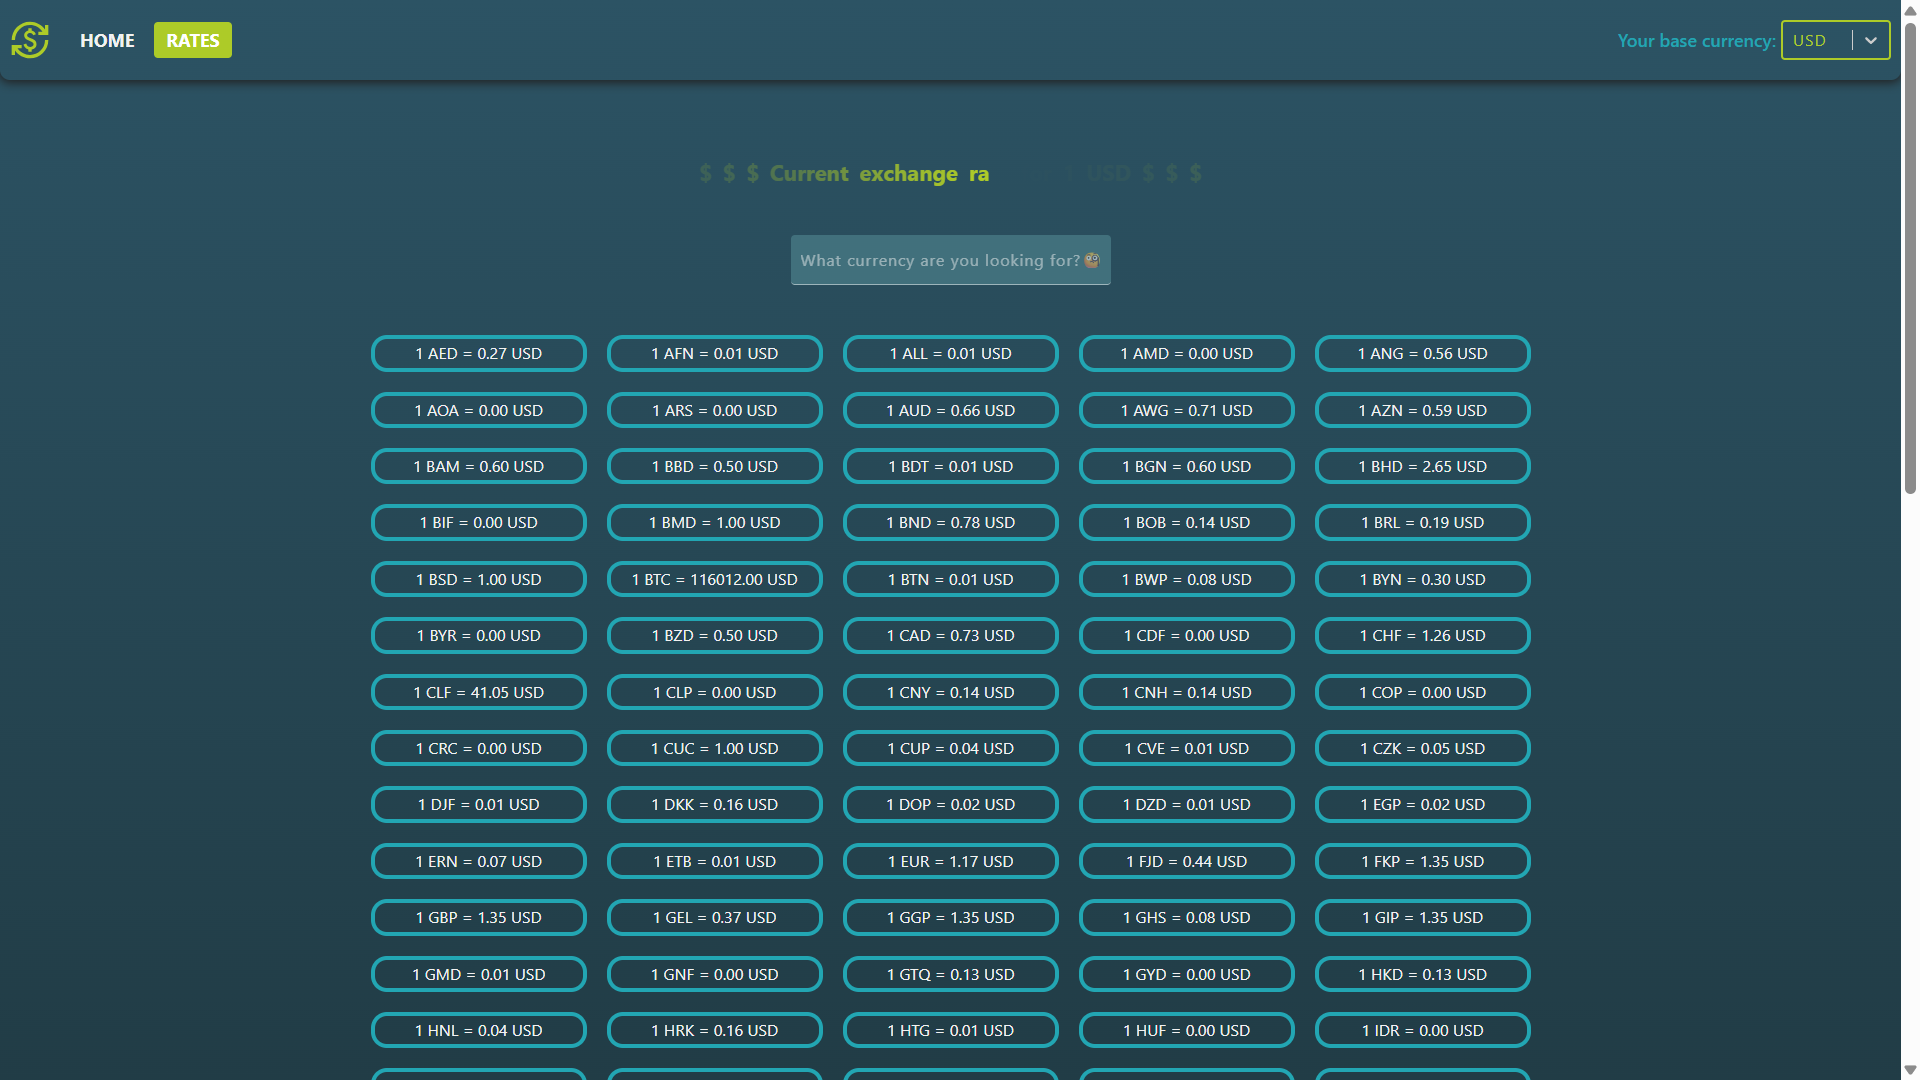 HOME RATES Your base currency: USD
$ $ $ Current exchange ra 1 USD $ $ $
What currency are you looking for?
1 AED = 0.27 USD 1 AFN = 0.01 USD 1 ALL = 0.01 USD 1 AMD = 0.00 USD 1 ANG = 0.56 USD
1 AOA = 0.00 USD 1 ARS = 0.00 USD 1 AUD = 0.66 USD 1 AWG = 0.71 USD 1 AZN = 0.59 USD
1 BAM = 0.60 USD 1 BBD = 0.50 USD 1 BDT = 0.01 USD 1 BGN = 0.60 USD 1 BHD = 2.65 USD
1 BIF = 0.00 USD 1 BMD = 1.00 USD 1 BND = 0.78 USD 1 BOB = 0.14 USD 1 BRL = 0.19 USD
1 BSD = 1.00 USD 1 BTC = 116012.00 USD 1 BTN = 0.01 USD 1 BWP = 0.08 USD 1 BYN = 0.30 USD
1 BYR = 0.00 USD 1 BZD = 0.50 USD 1 CAD = 0.73 USD 1 CDF = 0.00 USD 1 CHF = 1.26 USD
1 CLF = 41.05 USD 1 CLP = 0.00 USD 1 CNY = 0.14 USD 1 CNH = 0.14 USD 1 COP = 0.00 USD
1 CRC = 0.00 USD 1 CUC = 1.00 USD 1 CUP = 0.04 USD 1 CVE = 0.01 USD 1 CZK = 0.05 USD
1 DJF = 0.01 USD 1 DKK = 0.16 USD 1 DOP = 0.02 USD 1 DZD = 0.01 USD 1 EGP = 0.02 USD
1 ERN = 0.07 USD 1 ETB = 0.01 USD 1 EUR = 1.17 USD 1 FJD = 0.44 USD 1 FKP = 1.35 USD
1 GBP = 1.35 USD 1 GEL = 0.37 USD 1 GGP = 1.35 USD 1 GHS = 0.08 USD 1 GIP = 1.35 USD
1 GMD = 0.01 USD 1 GNF = 0.00 USD 1 GTQ = 0.13 USD 1 GYD = 0.00 USD 1 HKD = 0.13 USD
1 HNL = 0.04 USD 1 HRK = 0.16 USD 1 HTG = 0.01 USD 1 HUF = 0.00 USD 1 IDR = 0.00 USD